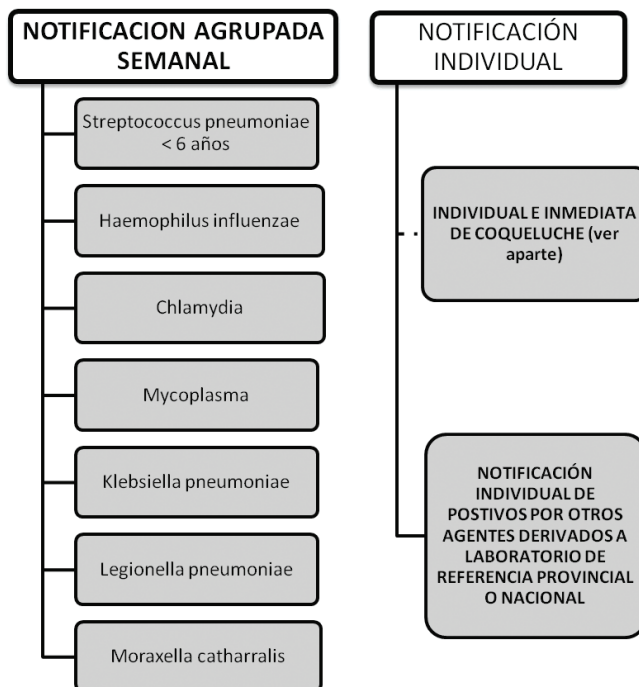 NOTIFICACION AGRUPADA
SEMANAL
Streptococcus pneumoniae
< 6 años
Haemophilus influenzae
Chlamydia
Mycoplasma
Klebsiella pneumoniae
Legionella pneumoniae
Moraxella catharralis
NOTIFICACIÓN
INDIVIDUAL
INDIVIDUAL E INMEDIATA
DE COQUELUCHE (ver
aparte)
NOTIFICACIÓN
INDIVIDUAL DE
POSTIVOS POR OTROS
AGENTES DERIVADOS A
LABORATORIO DE
REFERENCIA PROVINCIAL
O NACIONAL